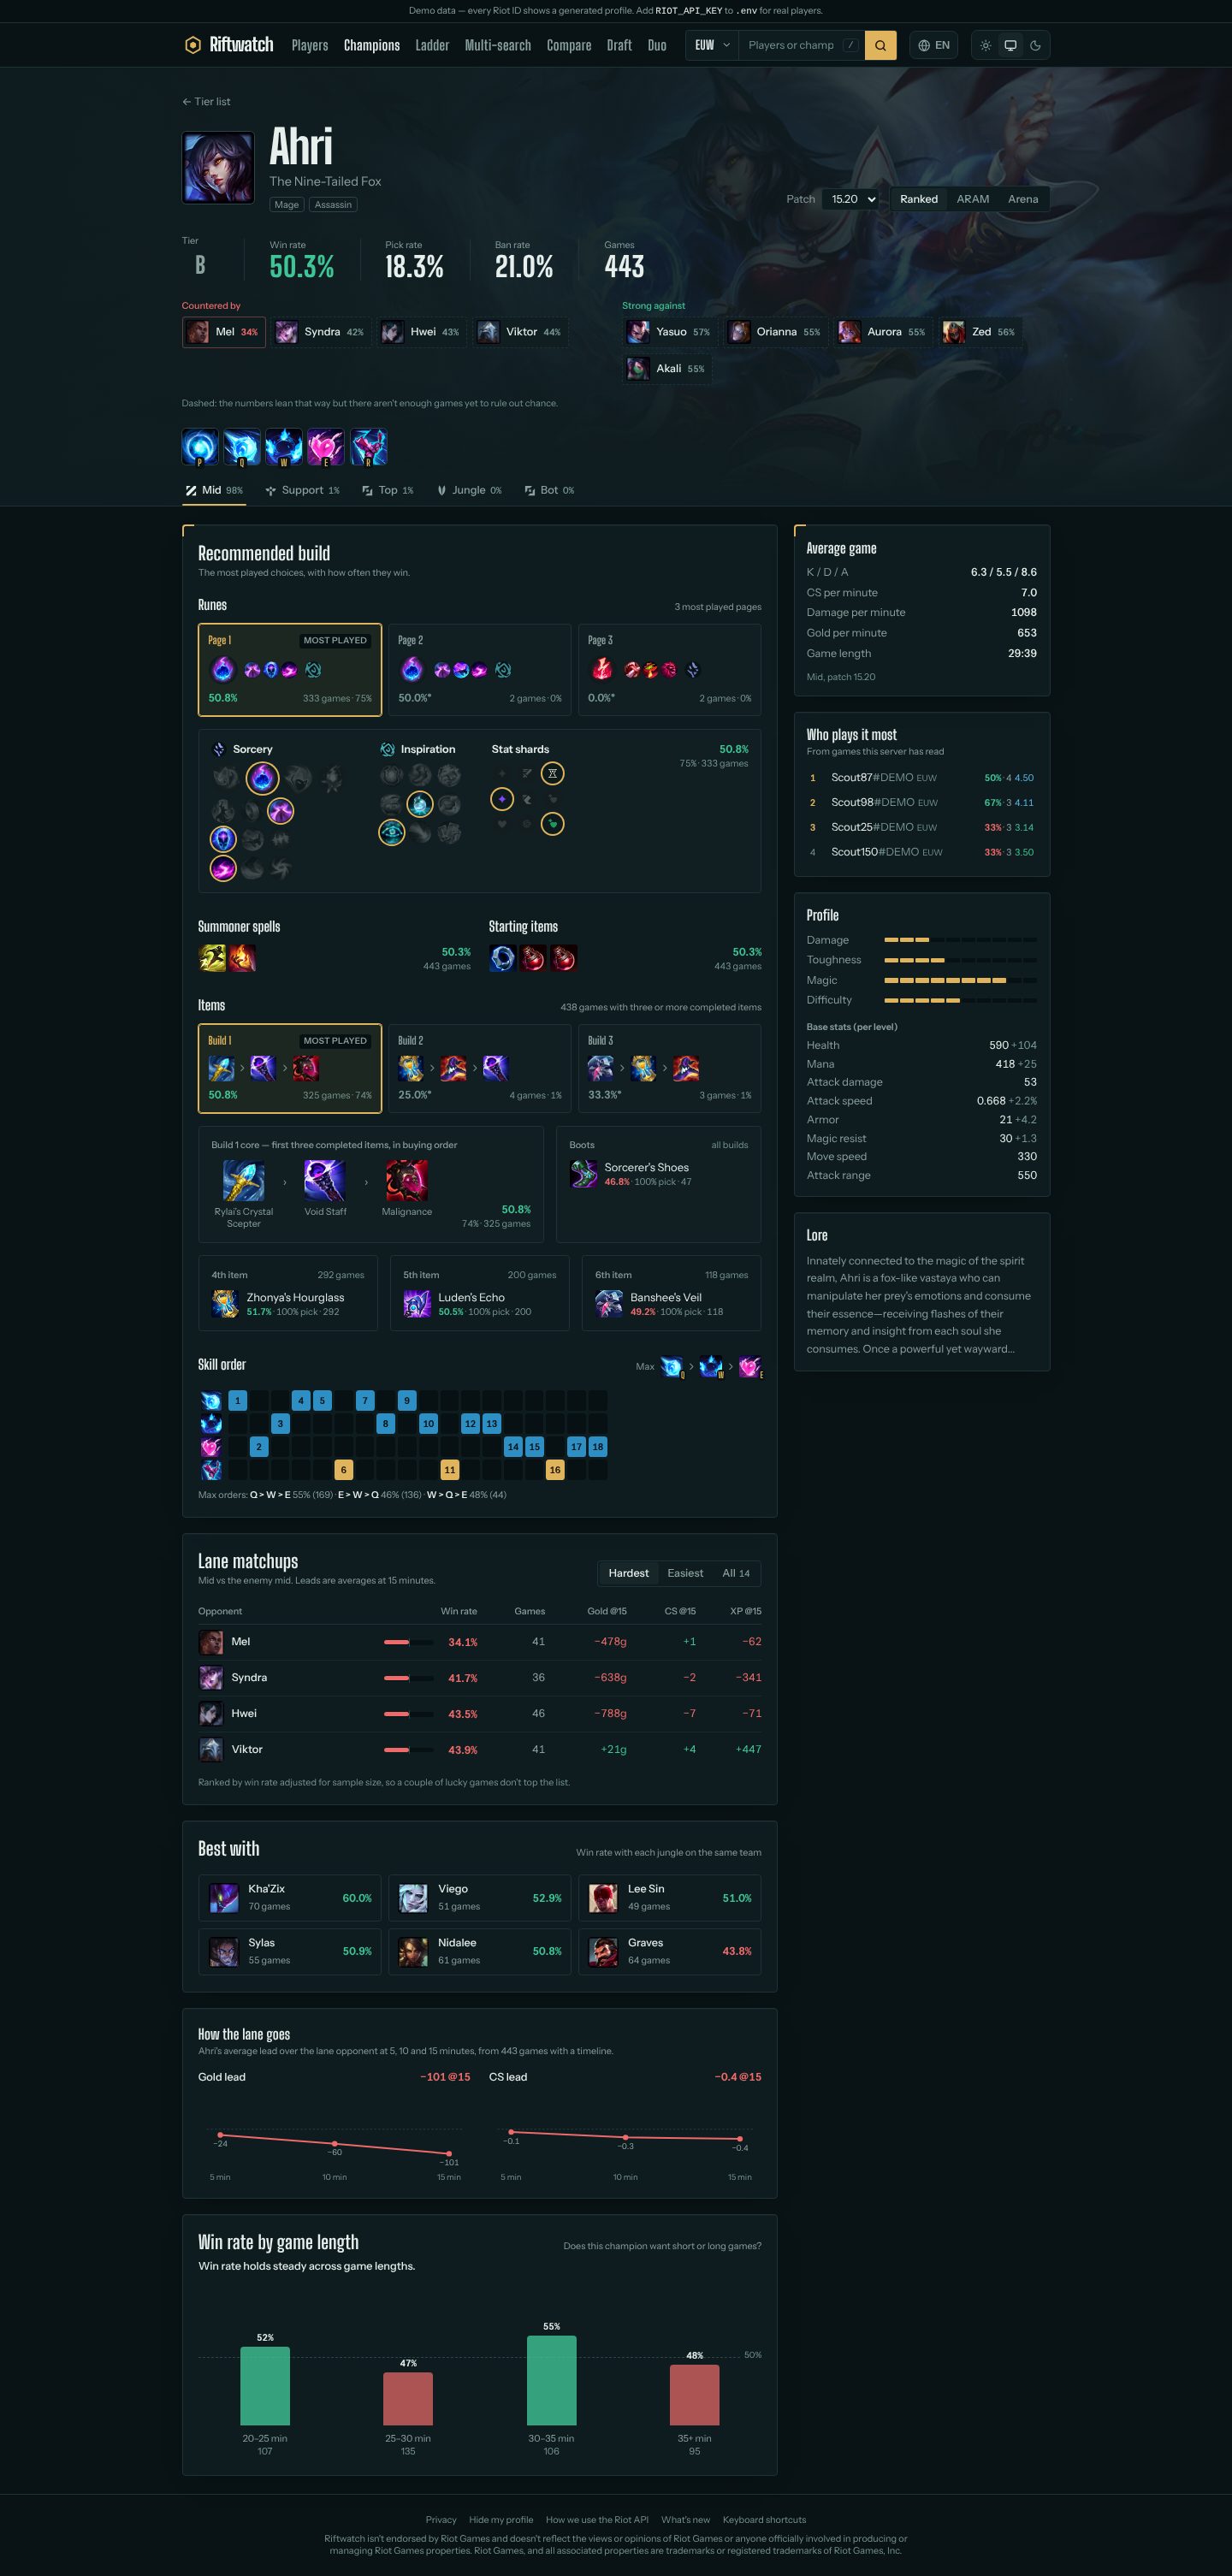 Demo data — every Riot ID shows a generated profile. Add RIOT_API_KEY to .env for real players.
Riftwatch Players Champions Ladder Multi-search Compare Draft Duo EUW Players or champ / EN
← Tier list
Ahri
The Nine-Tailed Fox
Mage Assassin
Patch 15.20 Ranked ARAM Arena
Tier Win rate Pick rate Ban rate Games
B 50.3% 18.3% 21.0% 443
Countered by
Mel 34% Syndra 42% Hwei 43% Viktor 44%
Strong against
Yasuo 57% Orianna 55% Aurora 55% Zed 56%
Akali 55%
Dashed: the numbers lean that way but there aren't enough games yet to rule out chance.
P Q W E R
Mid 98% Support 1% Top 1% Jungle 0% Bot 0%
Recommended build
The most played choices, with how often they win.
Runes 3 most played pages
Page 1 MOST PLAYED
50.8% 333 games · 75%
Page 2
50.0%* 2 games · 0%
Page 3
0.0%* 2 games · 0%
Sorcery Inspiration Stat shards 50.8%
75% · 333 games
Summoner spells
50.3%
443 games
Starting items
50.3%
443 games
Items 438 games with three or more completed items
Build 1 MOST PLAYED
50.8% 325 games · 74%
Build 2
25.0%* 4 games · 1%
Build 3
33.3%* 3 games · 1%
Build 1 core — first three completed items, in buying order
Rylai's Crystal Scepter
Void Staff
Malignance
50.8%
74% · 325 games
Boots all builds
Sorcerer's Shoes
46.8% · 100% pick · 47
4th item 292 games
Zhonya's Hourglass
51.7% · 100% pick · 292
5th item 200 games
Luden's Echo
50.5% · 100% pick · 200
6th item 118 games
Banshee's Veil
49.2% · 100% pick · 118
Skill order Max Q > W > E
1 4 5 7 9
3 8 10 12 13
2 14 15 17 18
6 11 16
Max orders: Q > W > E 55% (169) · E > W > Q 46% (136) · W > Q > E 48% (44)
Lane matchups
Mid vs the enemy mid. Leads are averages at 15 minutes.
Hardest Easiest All 14
Opponent Win rate Games Gold @15 CS @15 XP @15
Mel 34.1% 41 −478g +1 −62
Syndra 41.7% 36 −638g −2 −341
Hwei 43.5% 46 −788g −7 −71
Viktor 43.9% 41 +21g +4 +447
Ranked by win rate adjusted for sample size, so a couple of lucky games don't top the list.
Best with Win rate with each jungle on the same team
Kha'Zix 70 games 60.0%
Viego 51 games 52.9%
Lee Sin 49 games 51.0%
Sylas 55 games 50.9%
Nidalee 61 games 50.8%
Graves 64 games 43.8%
How the lane goes
Ahri's average lead over the lane opponent at 5, 10 and 15 minutes, from 443 games with a timeline.
Gold lead −101 @15
−24 −60 −101
5 min 10 min 15 min
CS lead −0.4 @15
−0.1 −0.3 −0.4
5 min 10 min 15 min
Win rate by game length Does this champion want short or long games?
Win rate holds steady across game lengths.
52% 47% 55% 48% 50%
20–25 min 25–30 min 30–35 min 35+ min
107 135 106 95
Average game
K / D / A 6.3 / 5.5 / 8.6
CS per minute 7.0
Damage per minute 1098
Gold per minute 653
Game length 29:39
Mid, patch 15.20
Who plays it most
From games this server has read
1 Scout87#DEMO EUW 50% · 4 4.50
2 Scout98#DEMO EUW 67% · 3 4.11
3 Scout25#DEMO EUW 33% · 3 3.14
4 Scout150#DEMO EUW 33% · 3 3.50
Profile
Damage
Toughness
Magic
Difficulty
Base stats (per level)
Health 590 +104
Mana 418 +25
Attack damage 53
Attack speed 0.668 +2.2%
Armor 21 +4.2
Magic resist 30 +1.3
Move speed 330
Attack range 550
Lore
Innately connected to the magic of the spirit
realm, Ahri is a fox-like vastaya who can
manipulate her prey's emotions and consume
their essence—receiving flashes of their
memory and insight from each soul she
consumes. Once a powerful yet wayward...
Privacy Hide my profile How we use the Riot API What's new Keyboard shortcuts
Riftwatch isn't endorsed by Riot Games and doesn't reflect the views or opinions of Riot Games or anyone officially involved in producing or
managing Riot Games properties. Riot Games, and all associated properties are trademarks or registered trademarks of Riot Games, Inc.